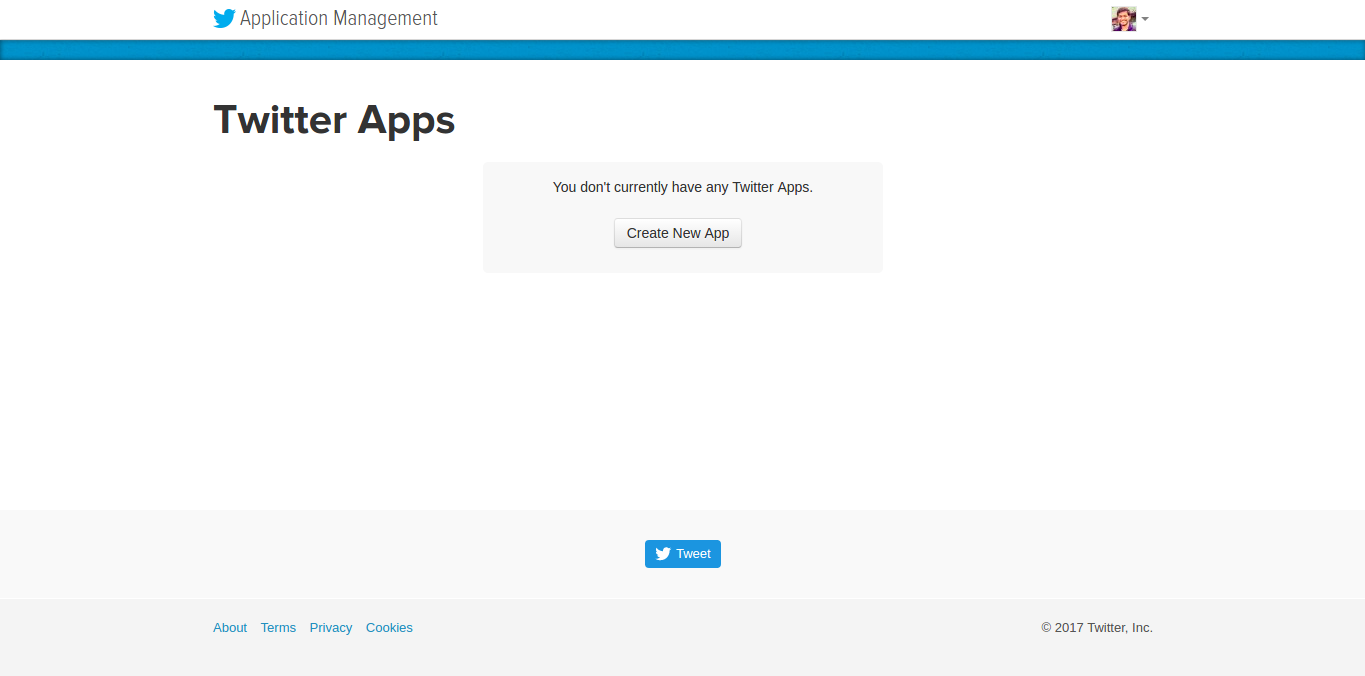 Application Management
Twitter Apps
You don't currently have any Twitter Apps.
Create New App
Tweet
About Terms Privacy Cookies
© 2017 Twitter, Inc.